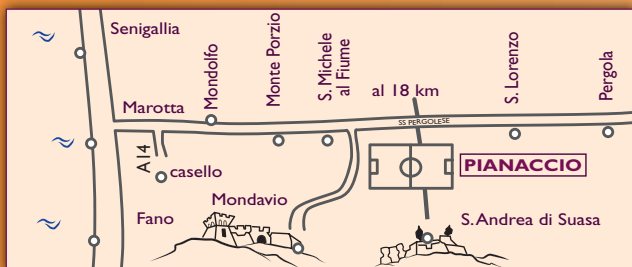 Senigallia
Marotta
Mondolfo
Monte Porzio
S. Michele
al Fiume
al 18 km
S. Lorenzo
Pergola
SS PERGOLESE
A14
casello
PIANACCIO
Mondavio
Fano
S. Andrea di Suasa